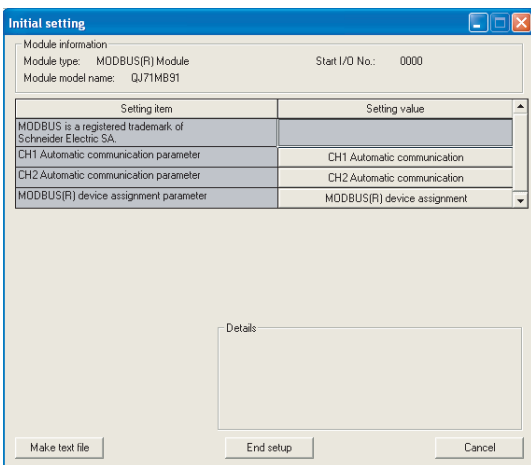 Initial setting
Module information
Module type: MODBUS(R) Module Start I/O No.: 0000
Module model name: QJ71MB91
Setting item Setting value
MODBUS is a registered trademark of
Schneider Electric SA.
CH1 Automatic communication parameter CH1 Automatic communication
CH2 Automatic communication parameter CH2 Automatic communication
MODBUS(R) device assignment parameter MODBUS(R) device assignment
Details
Make text file End setup Cancel